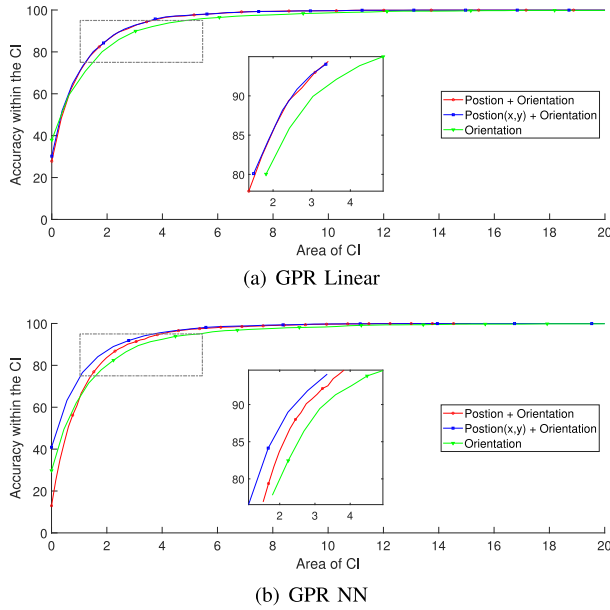 100
80
60
40
20
0
Accuracy within the CI
0 2 4 6 8 10 12 14 16 18 20
Area of CI
90
85
80
2 3 4
Postion + Orientation
Postion(x,y) + Orientation
Orientation
(a) GPR Linear
100
80
60
40
20
0
Accuracy within the CI
0 2 4 6 8 10 12 14 16 18 20
Area of CI
90
85
80
2 3 4
Postion + Orientation
Postion(x,y) + Orientation
Orientation
(b) GPR NN